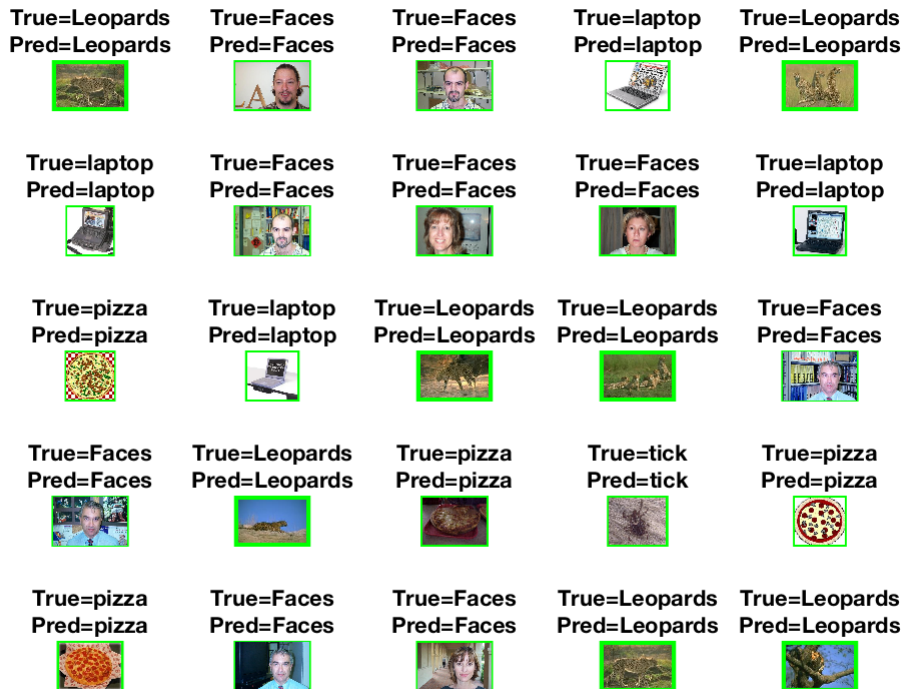 True=Leopards True=Faces True=Faces True=laptop True=Leopards
Pred=Leopards Pred=Faces Pred=Faces Pred=laptop Pred=Leopards
True=laptop True=Faces True=Faces True=Faces True=laptop
Pred=laptop Pred=Faces Pred=Faces Pred=Faces Pred=laptop
True=pizza True=laptop True=Leopards True=Leopards True=Faces
Pred=pizza Pred=laptop Pred=Leopards Pred=Leopards Pred=Faces
True=Faces True=Leopards True=pizza True=tick True=pizza
Pred=Faces Pred=Leopards Pred=pizza Pred=tick Pred=pizza
True=pizza True=Faces True=Faces True=Leopards True=Leopards
Pred=pizza Pred=Faces Pred=Faces Pred=Leopards Pred=Leopards